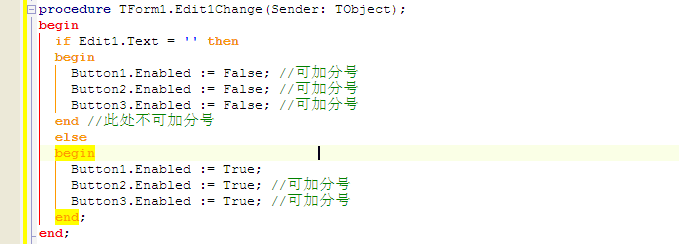 procedure TForm1.Edit1Change(Sender: TObject);
begin
  if Edit1.Text = '' then
  begin
    Button1.Enabled := False; //可加分号
    Button2.Enabled := False; //可加分号
    Button3.Enabled := False; //可加分号
  end //此处不可加分号
  else
  begin
    Button1.Enabled := True;
    Button2.Enabled := True; //可加分号
    Button3.Enabled := True; //可加分号
  end;
end;